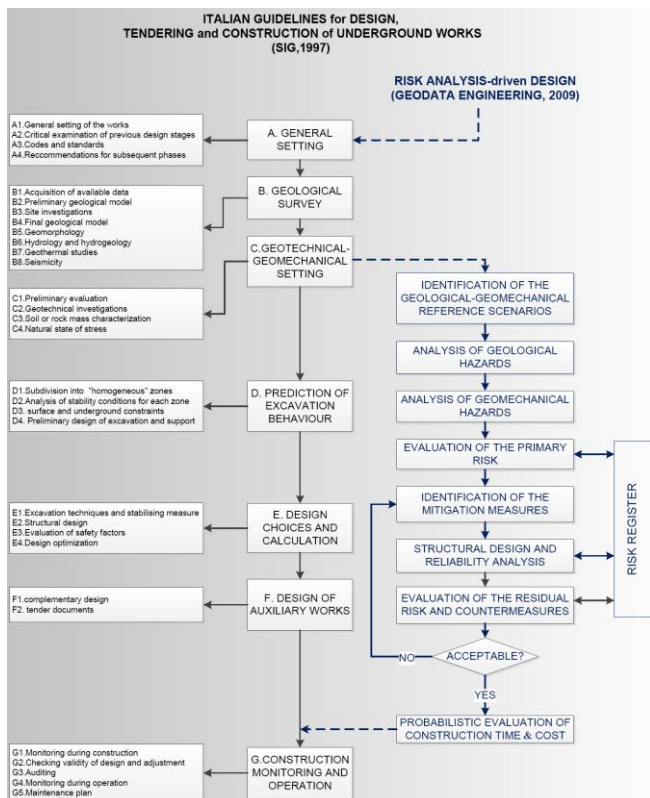 ITALIAN GUIDELINES for DESIGN,
TENDERING and CONSTRUCTION of UNDERGROUND WORKS
(SIG,1997)
RISK ANALYSIS-driven DESIGN
(GEODATA ENGINEERING, 2009)
A1.General setting of the works
A2.Critical examination of previous design stages
A3.Codes and standards
A4.Reccommendations for subsequent phases
A. GENERAL
SETTING
B1.Acquisition of available data
B2.Preliminary geological model
B3.Site investigations
B4.Final geological model
B5.Geomorphology
B6.Hydrology and hydrogeology
B7.Geothermal studies
B8.Seismicity
B. GEOLOGICAL
SURVEY
C.GEOTECHNICAL-
GEOMECHANICAL
SETTING
C1.Preliminary evaluation
C2.Geotechnical investigations
C3.Soil or rock mass characterization
C4.Natural state of stress
IDENTIFICATION OF THE
GEOLOGICAL-GEOMECHANICAL
REFERENCE SCENARIOS
ANALYSIS OF GEOLOGICAL
HAZARDS
ANALYSIS OF GEOMECHANICAL
HAZARDS
D1.Subdivision into "homogeneous" zones
D2.Analysis of stability conditions for each zone
D3. surface and underground constraints
D4. Preliminary design of excavation and support
D. PREDICTION OF
EXCAVATION
BEHAVIOUR
EVALUATION OF THE PRIMARY
RISK
IDENTIFICATION OF THE
MITIGATION MEASURES
RISK REGISTER
E1.Excavation techniques and stabilising measure
E2.Structural design
E3.Evaluation of safety factors
E4.Design optimization
E. DESIGN
CHOICES AND
CALCULATION
STRUCTURAL DESIGN AND
RELIABILITY ANALYSIS
F1.complementary design
F2. tender documents
F. DESIGN OF
AUXILIARY WORKS
EVALUATION OF THE RESIDUAL
RISK AND COUNTERMEASURES
NO
ACCEPTABLE?
YES
PROBABILISTIC EVALUATION OF
CONSTRUCTION TIME & COST
G1.Monitoring during construction
G2.Checking validity of design and adjustment
G3.Auditing
G4.Monitoring during operation
G5.Maintenance plan
G.CONSTRUCTION
MONITORING AND
OPERATION